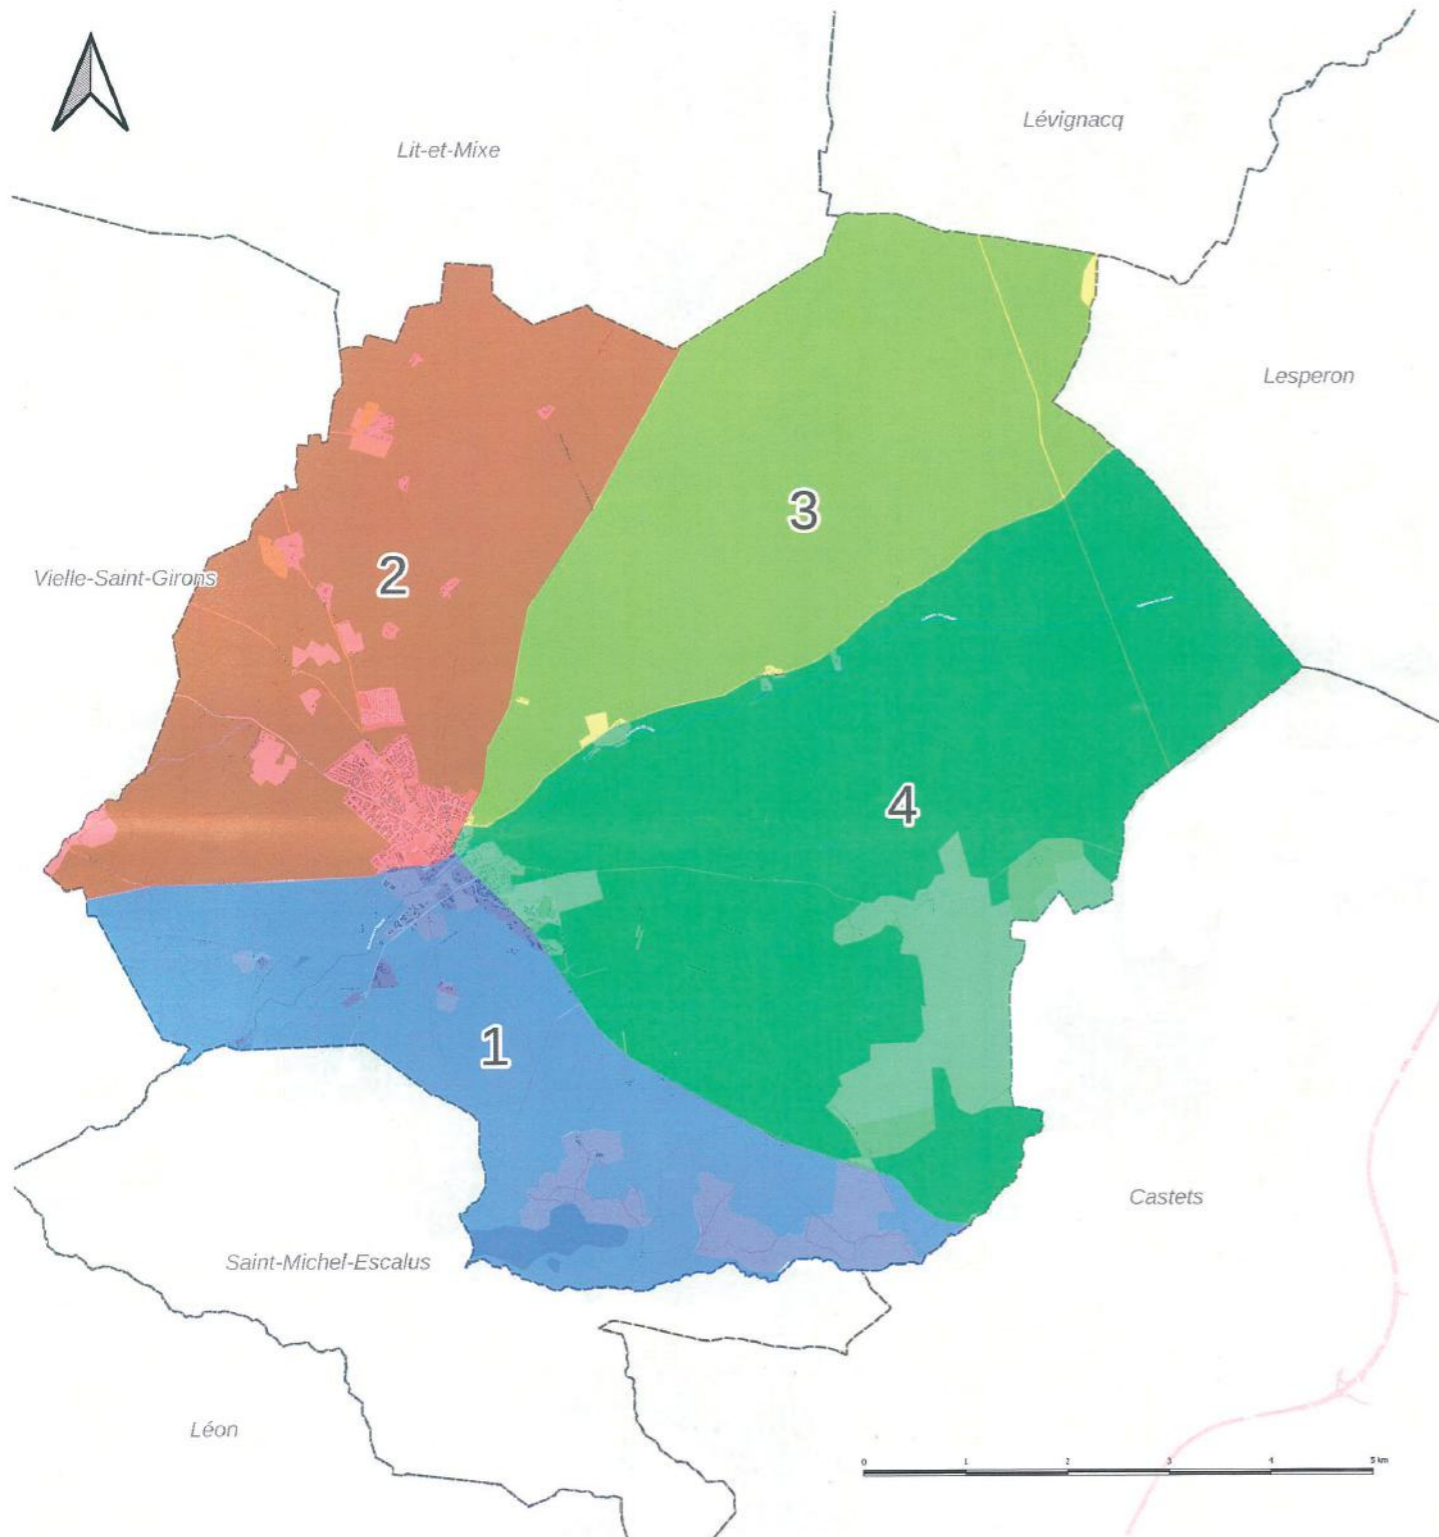 Lévignacq
Lit-et-Mixe
Lesperon
3
2
Vielle-Saint-Girons
4
1
Castets
Saint-Michel-Escalus
Léon
0 1 2 3 4 5 km